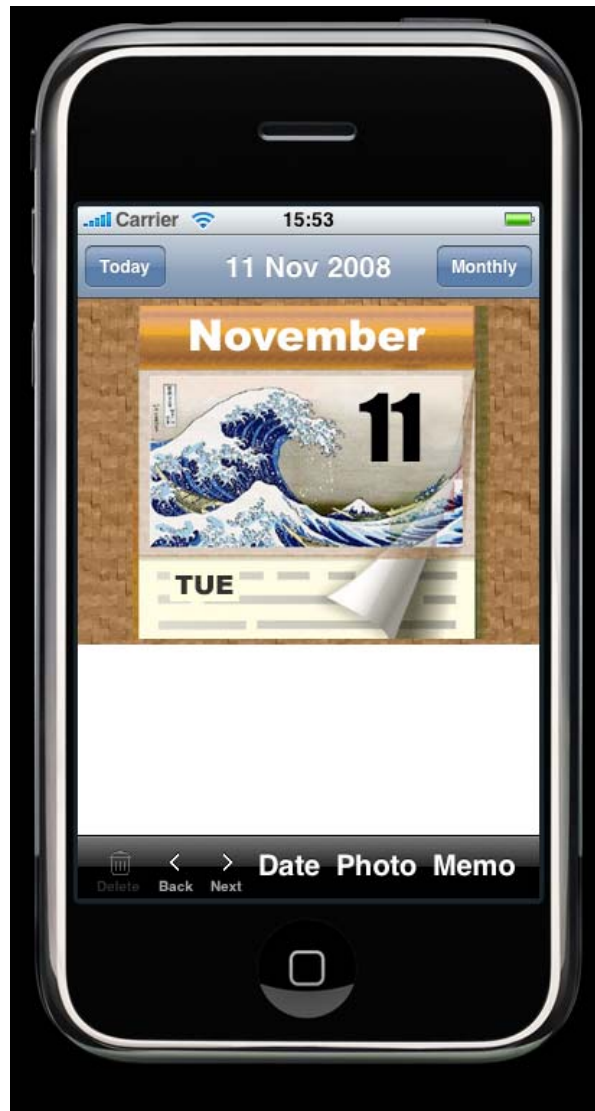 Carrier 15:53
Today 11 Nov 2008 Monthly
November
11
TUE
Delete Back Next Date Photo Memo